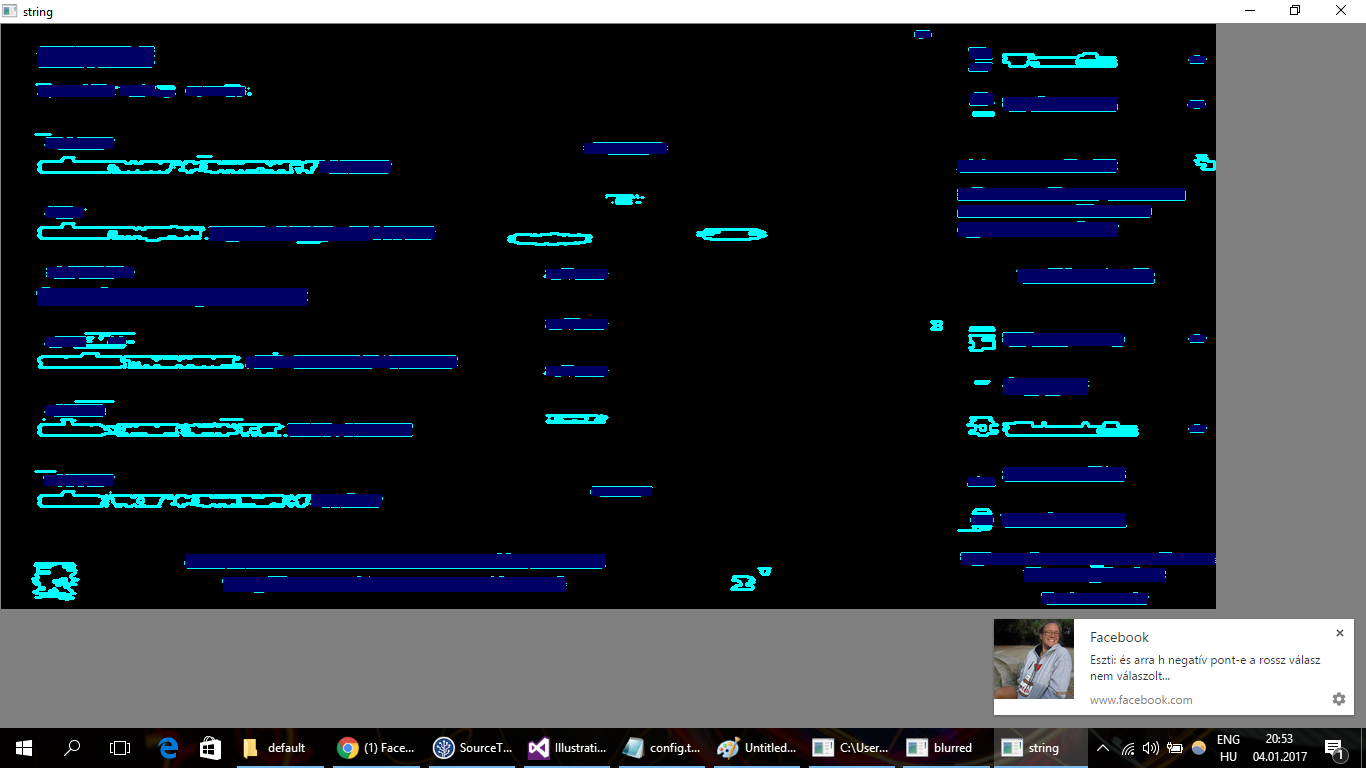 string
Facebook
Eszti: és arra h negatív pont-e a rossz válasz
nem válaszolt...
www.facebook.com
default
(1) Face...
SourceT...
Illustrati...
config.t...
Untitled...
C:\User...
blurred
string
ENG
HU
20:53
04.01.2017
1